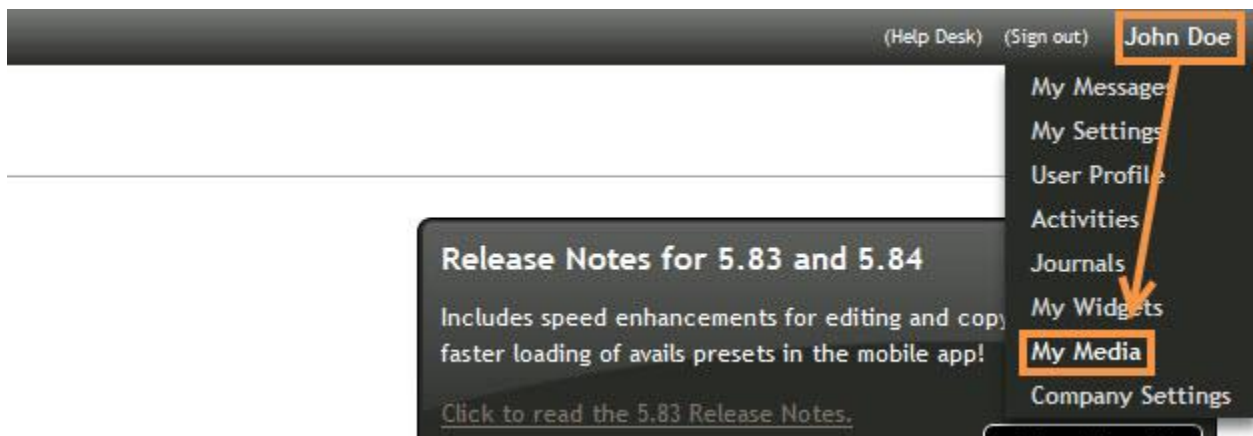 (Help Desk) (Sign out) John Doe
My Messages
My Settings
User Profile
Activities
Journals
My Widgets
My Media
Company Settings
Release Notes for 5.83 and 5.84
Includes speed enhancements for editing and
faster loading of avails presets in the mobile app!
Click to read the 5.83 Release Notes.